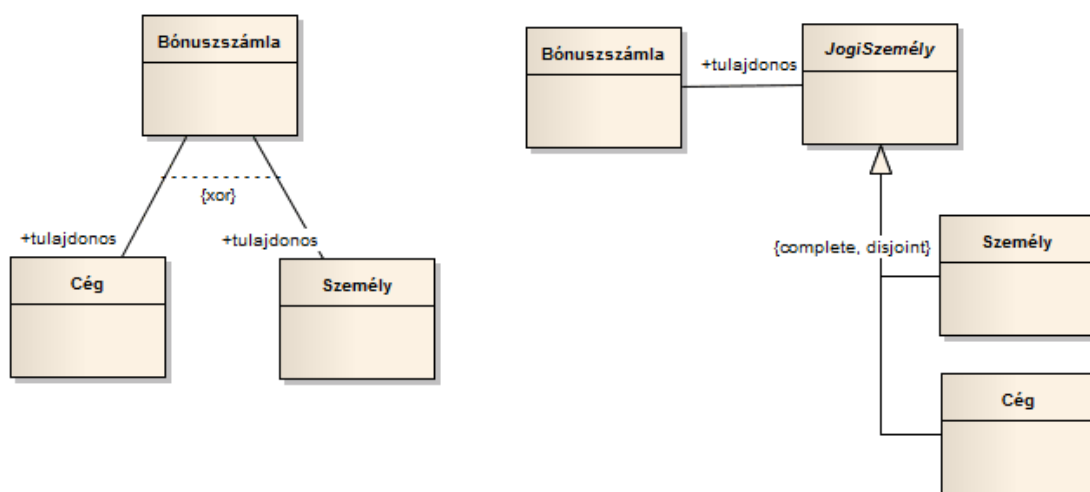 Bónuszszámla
{xor}
+tulajdonos
+tulajdonos
Cég
Személy
Bónuszszámla
+tulajdonos
JogiSzemély
{complete, disjoint}
Személy
Cég